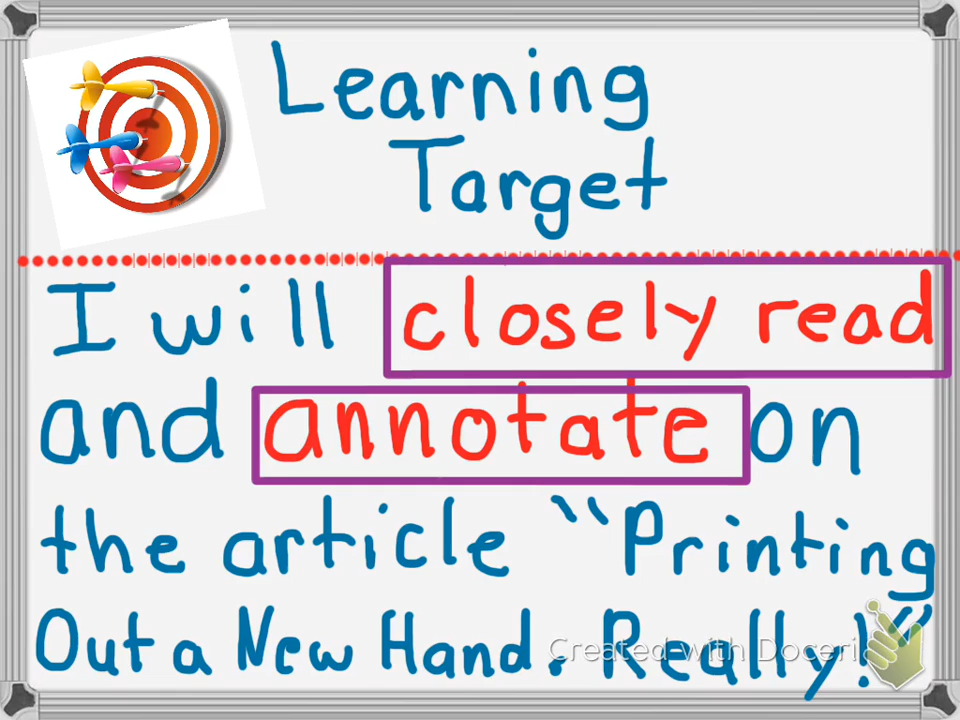 Learning
Target
I will closely read
and annotate on
the article “Printing
Out a New Hand. Really!”
Created with Doceri